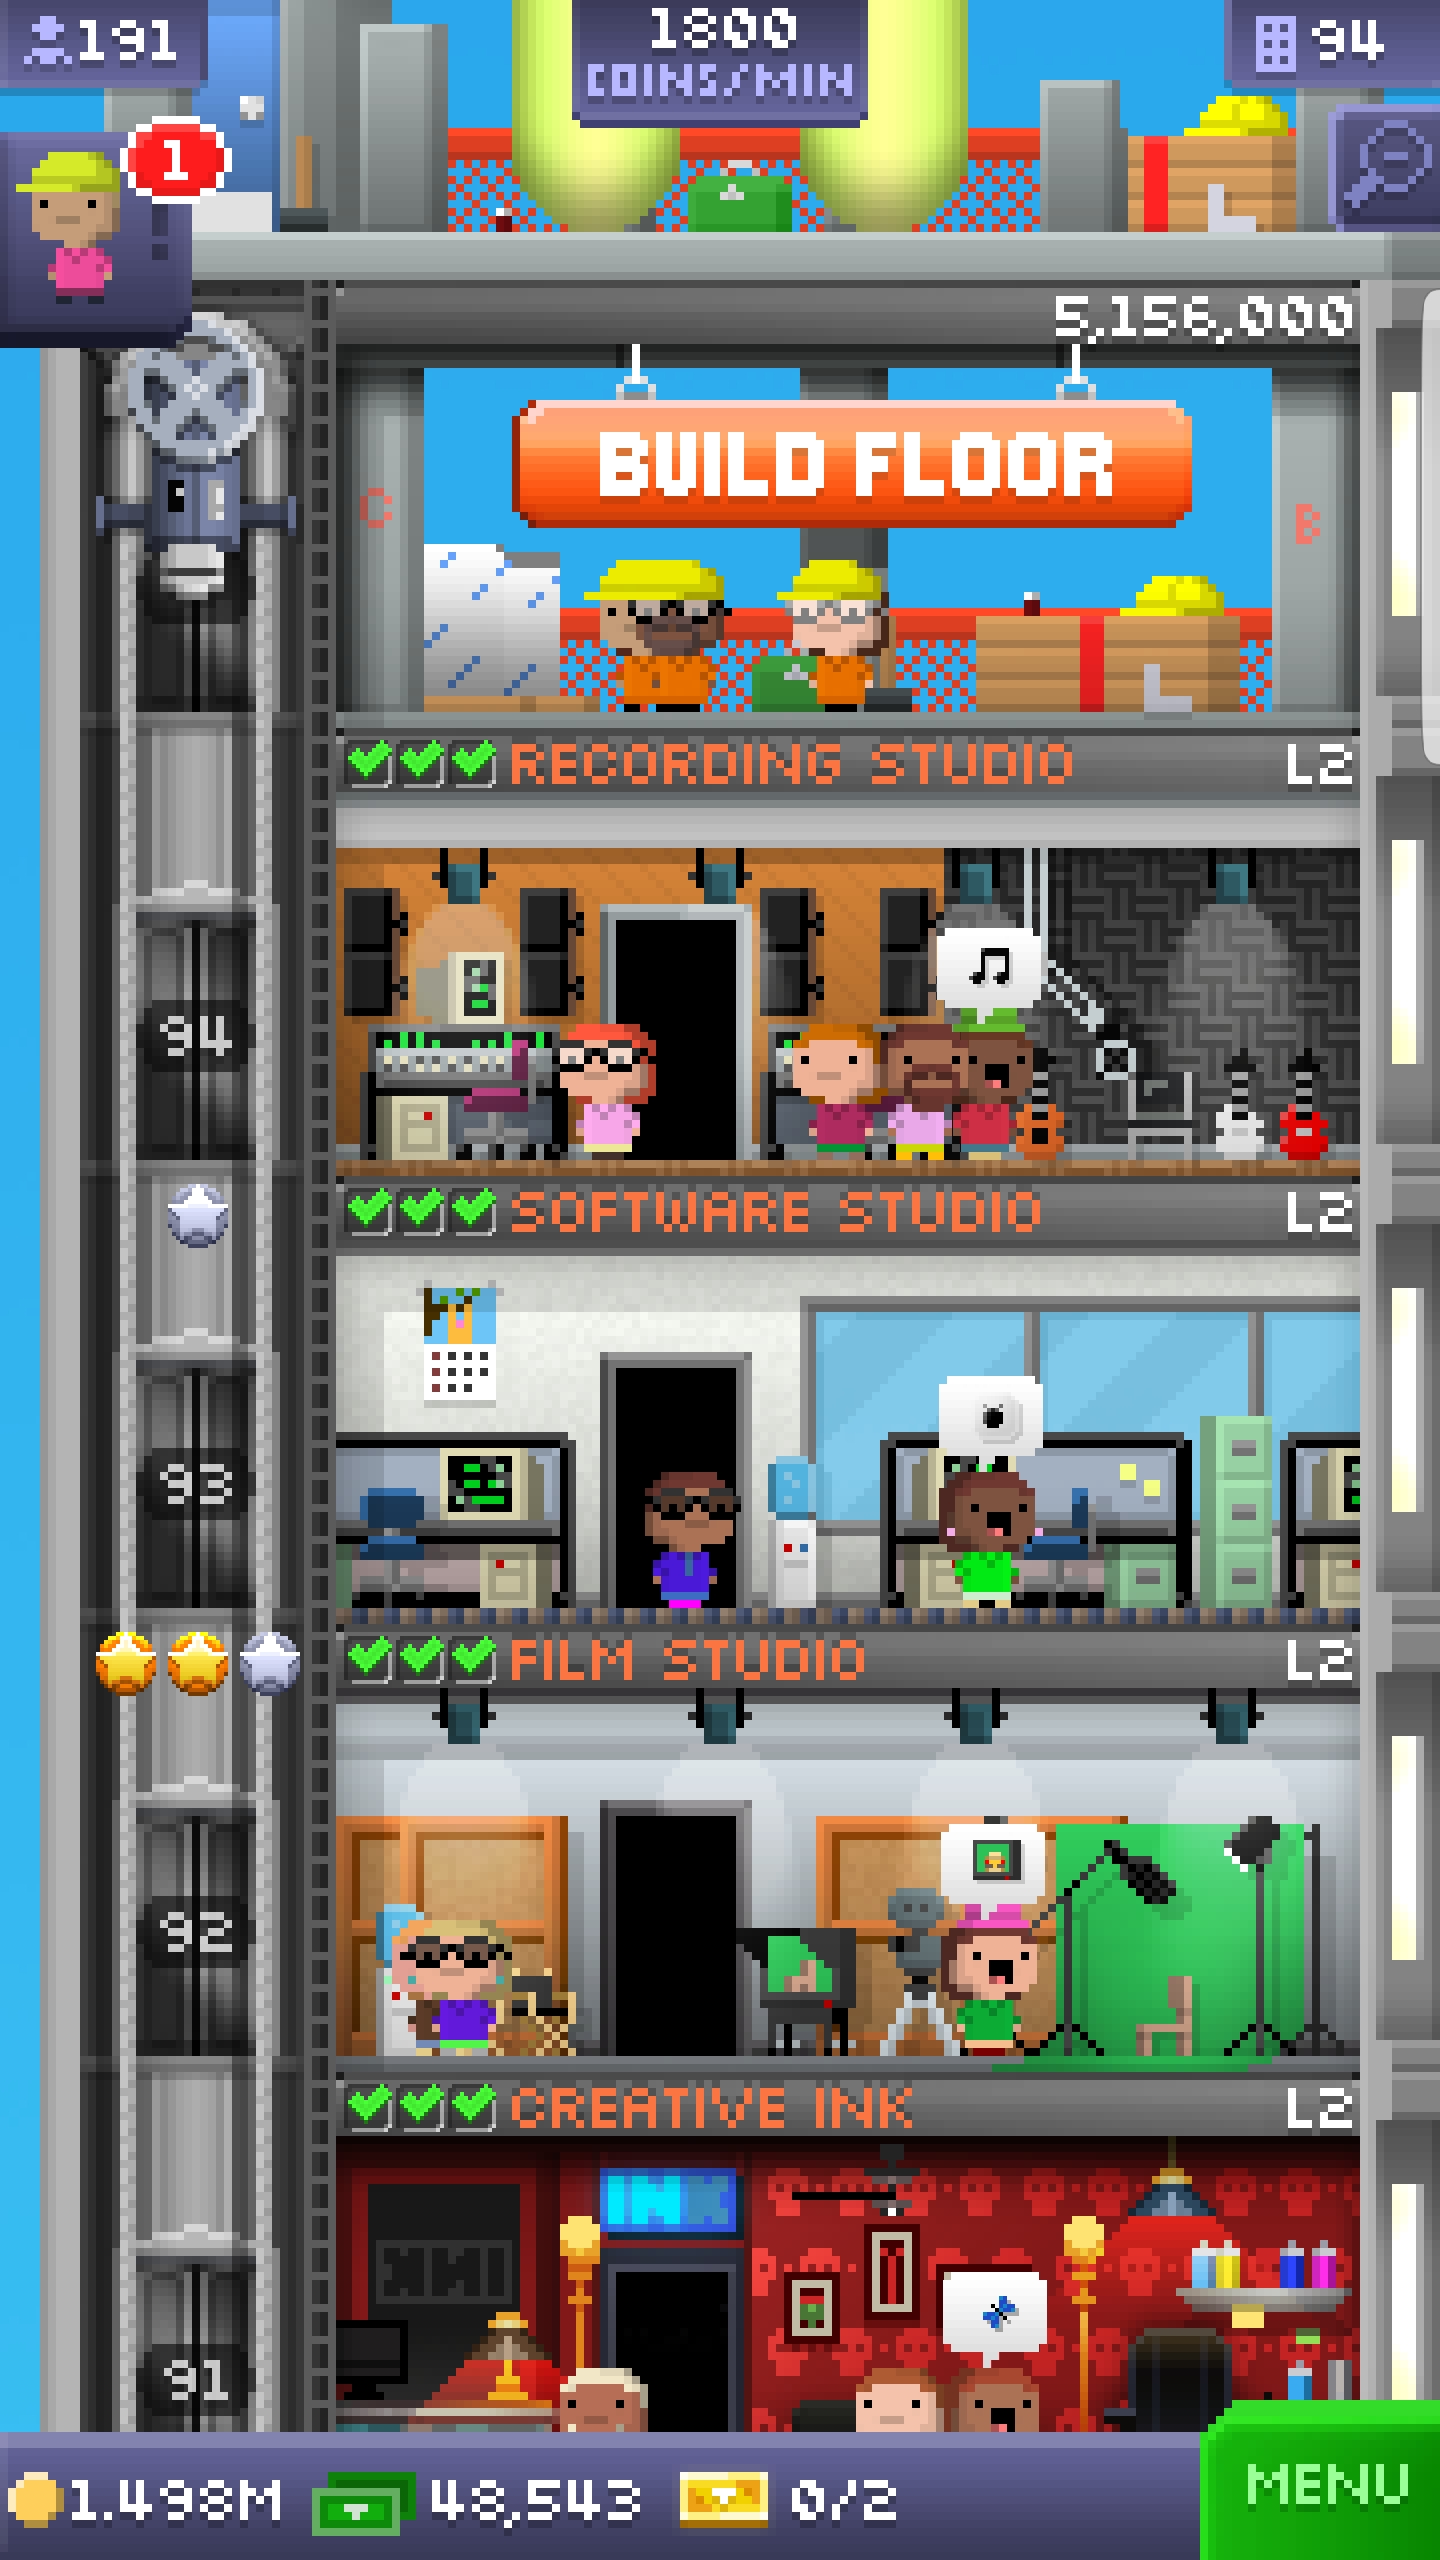 191
1800
COINS/MIN
94
1
5,156,000
BUILD FLOOR
C
B
RECORDING STUDIO L2
94
SOFTWARE STUDIO L2
93
FILM STUDIO L2
92
CREATIVE INK L2
INK
INK
91
1.498M 48,543 0/2 MENU